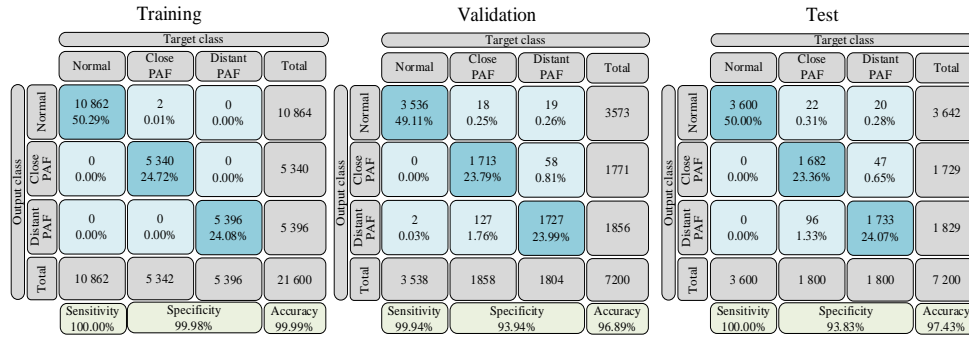 Training
Validation
Test
Target class
Target class
Target class
Normal Close PAF Distant PAF Total
Normal Close PAF Distant PAF Total
Normal Close PAF Distant PAF Total
Output class
Normal
10 862 2 0 10 864
50.29% 0.01% 0.00%
Close PAF
0 5 340 0 5 340
0.00% 24.72% 0.00%
Distant PAF
0 0 5 396 5 396
0.00% 0.00% 24.08%
Total
10 862 5 342 5 396 21 600
Sensitivity Specificity Accuracy
100.00% 99.98% 99.99%
Output class
Normal
3 536 18 19 3573
49.11% 0.25% 0.26%
Close PAF
0 1 713 58 1771
0.00% 23.79% 0.81%
Distant PAF
2 127 1727 1856
0.03% 1.76% 23.99%
Total
3 538 1858 1804 7200
Sensitivity Specificity Accuracy
99.94% 93.94% 96.89%
Output class
Normal
3 600 22 20 3 642
50.00% 0.31% 0.28%
Close PAF
0 1 682 47 1 729
0.00% 23.36% 0.65%
Distant PAF
0 96 1 733 1 829
0.00% 1.33% 24.07%
Total
3 600 1 800 1 800 7 200
Sensitivity Specificity Accuracy
100.00% 93.83% 97.43%